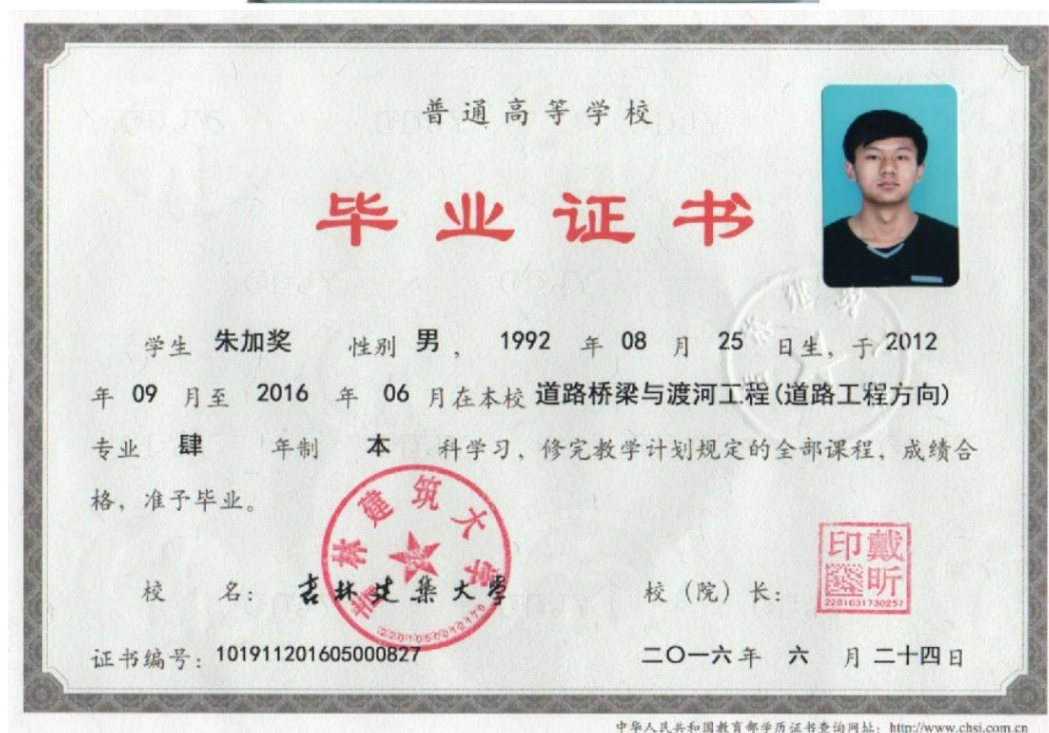 普通高等学校
毕业证书
学生 朱加奖 性别 男 ， 1992 年 08 月 25 日生，于 2012
年 09 月至 2016 年 06 月在本校 道路桥梁与渡河工程(道路工程方向)
专业 肆 年制 本 科学习，修完教学计划规定的全部课程，成绩合
格，准予毕业。
吉林建筑大学
2201050010176
校 名：吉林建筑大学
校（院）长：
戴昕印
2201031730257
证书编号：101911201605000827
二〇一六 年 六 月 二十四 日
中华人民共和国教育部学历证书查询网址：http://www.chsi.com.cn